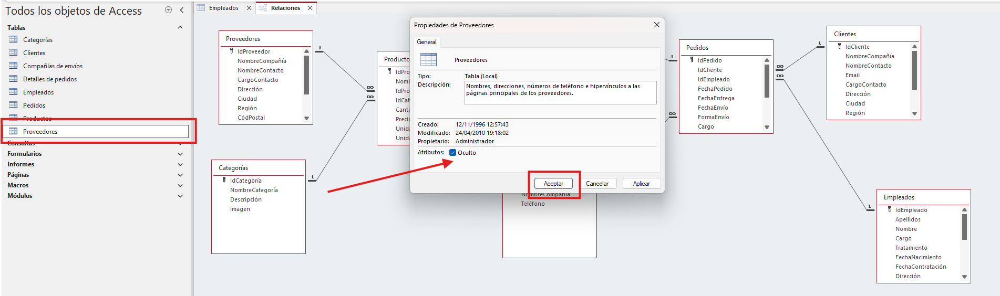 Todos los objetos de Access
Tablas
Categorías
Clientes
Compañías de envíos
Detalles de pedidos
Empleados
Pedidos
Productos
Proveedores
Consultas
Formularios
Informes
Páginas
Macros
Módulos
Empleados
Relaciones
Proveedores
IdProveedor
NombreCompañía
NombreContacto
CargoContacto
Dirección
Ciudad
Región
CódPostal
1
∞
∞
Categorías
IdCategoría
NombreCategoría
Descripción
Imagen
1
Producto
IdPro
Nomb
IdPro
IdCat
Canti
Precio
Unida
Unida
Propiedades de Proveedores
General
Proveedores
Tipo: Tabla (Local)
Descripción: Nombres, direcciones, números de teléfono e hipervínculos a las
páginas principales de los proveedores.
Creado: 12/11/1996 12:57:43
Modificado: 24/04/2010 19:18:02
Propietario: Administrador
Atributos: Oculto
Aceptar
Cancelar
Aplicar
NombreCompañía
Teléfono
1
∞
Pedidos
IdPedido
IdCliente
IdEmpleado
FechaPedido
FechaEntrega
FechaEnvío
FormaEnvío
Cargo
∞
∞
1
Clientes
IdCliente
NombreCompañía
NombreContacto
Email
CargoContacto
Dirección
Ciudad
Región
1
Empleados
IdEmpleado
Apellidos
Nombre
Cargo
Tratamiento
FechaNacimiento
FechaContratación
Dirección